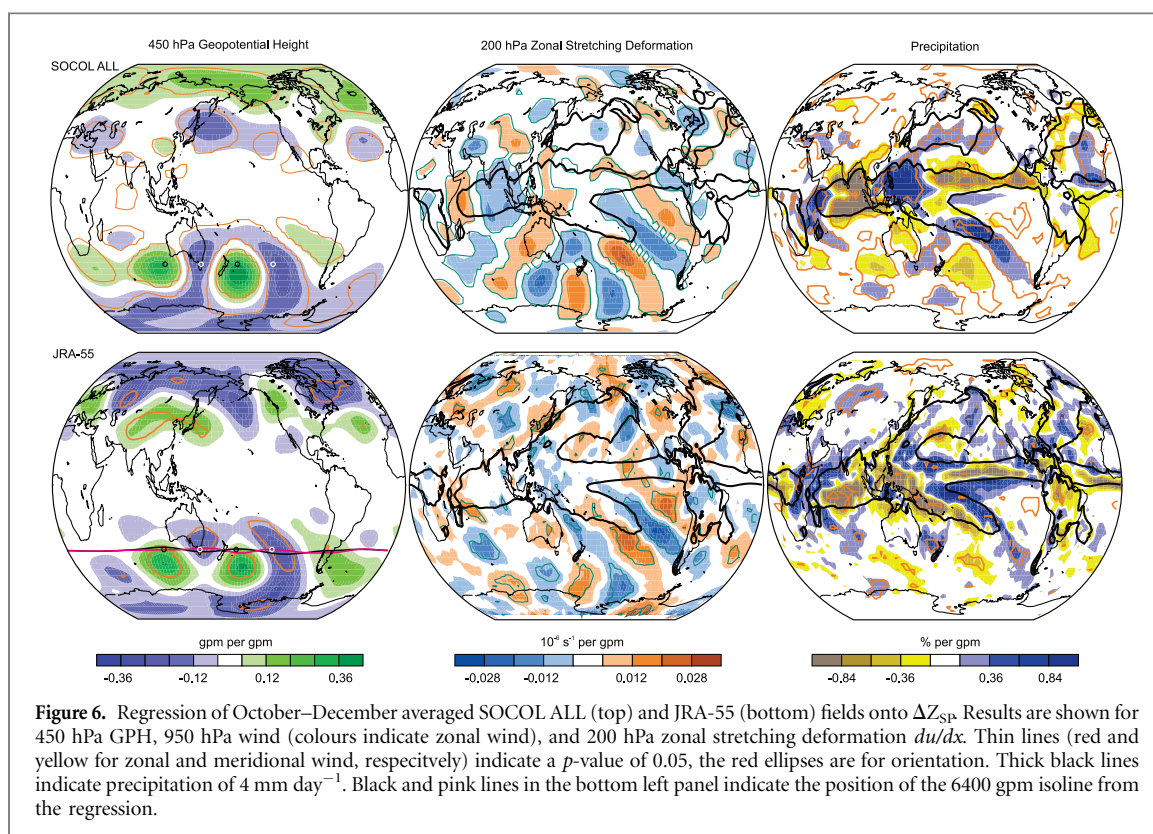 450 hPa Geopotential Height
200 hPa Zonal Stretching Deformation
Precipitation
SOCOL ALL
JRA-55
gpm per gpm
10⁻⁶ s⁻¹ per gpm
% per gpm
-0.36 -0.12 0.12 0.36
-0.028 -0.012 0.012 0.028
-0.84 -0.36 0.36 0.84
Figure 6. Regression of October–December averaged SOCOL ALL (top) and JRA-55 (bottom) fields onto ΔZSP. Results are shown for
450 hPa GPH, 950 hPa wind (colours indicate zonal wind), and 200 hPa zonal stretching deformation du/dx. Thin lines (red and
yellow for zonal and meridional wind, respecitvely) indicate a p-value of 0.05, the red ellipses are for orientation. Thick black lines
indicate precipitation of 4 mm day⁻¹. Black and pink lines in the bottom left panel indicate the position of the 6400 gpm isoline from
the regression.